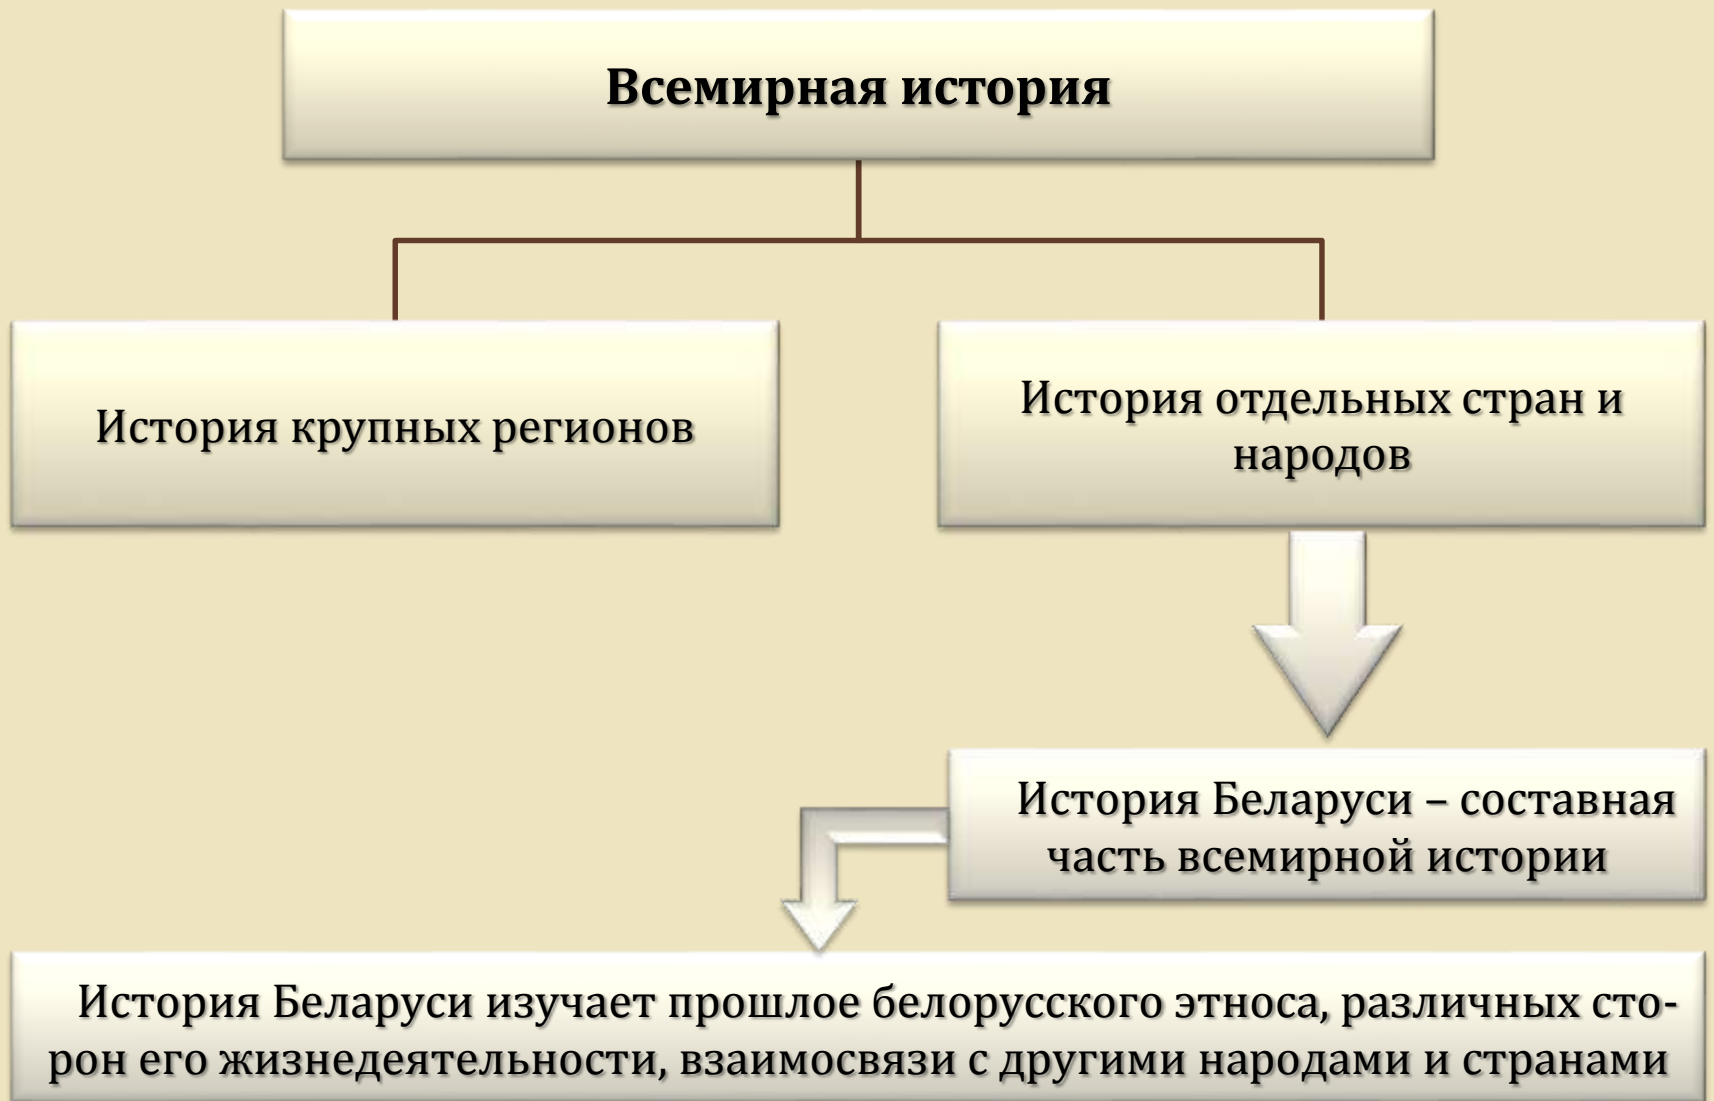 Всемирная история
История крупных регионов
История отдельных стран и
народов
История Беларуси – составная
часть всемирной истории
История Беларуси изучает прошлое белорусского этноса, различных сто-
рон его жизнедеятельности, взаимосвязи с другими народами и странами